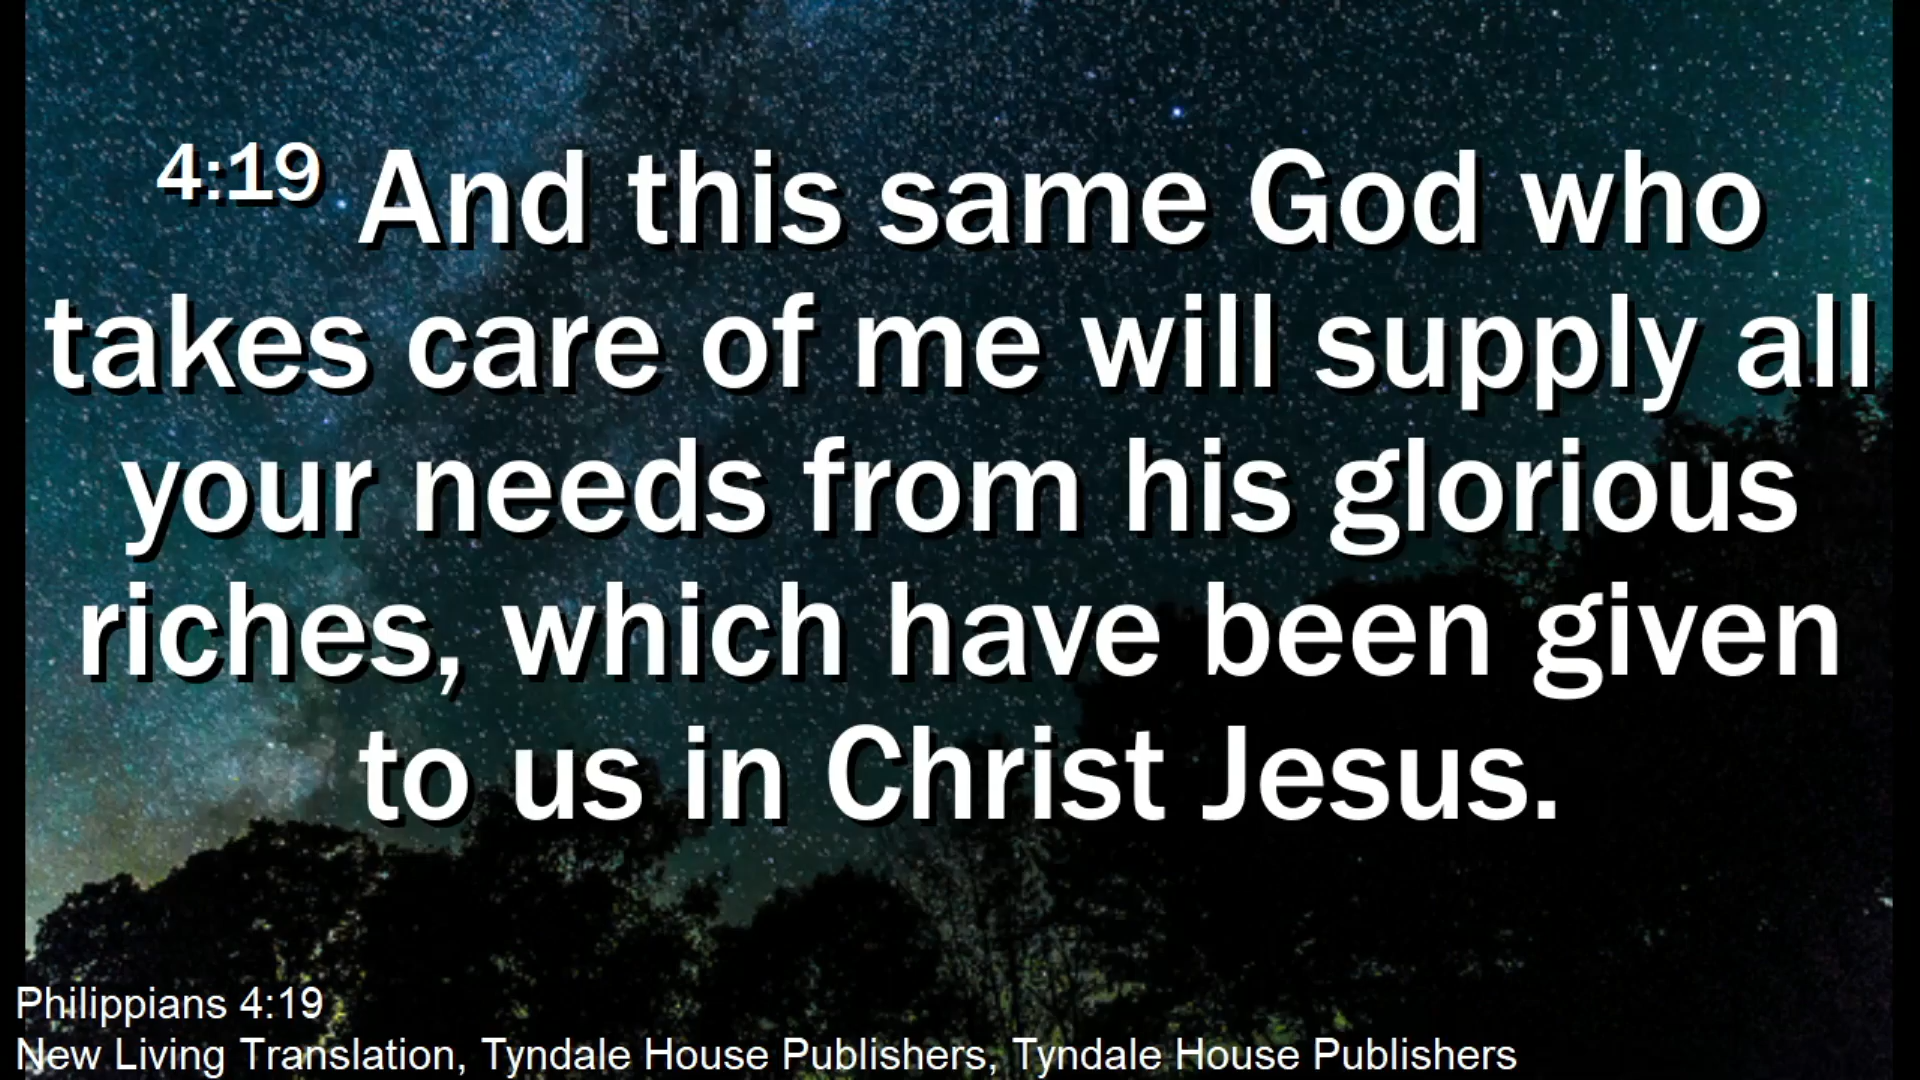 4:19 And this same God who
takes care of me will supply all
your needs from his glorious
riches, which have been given
to us in Christ Jesus.
Philippians 4:19
New Living Translation, Tyndale House Publishers, Tyndale House Publishers